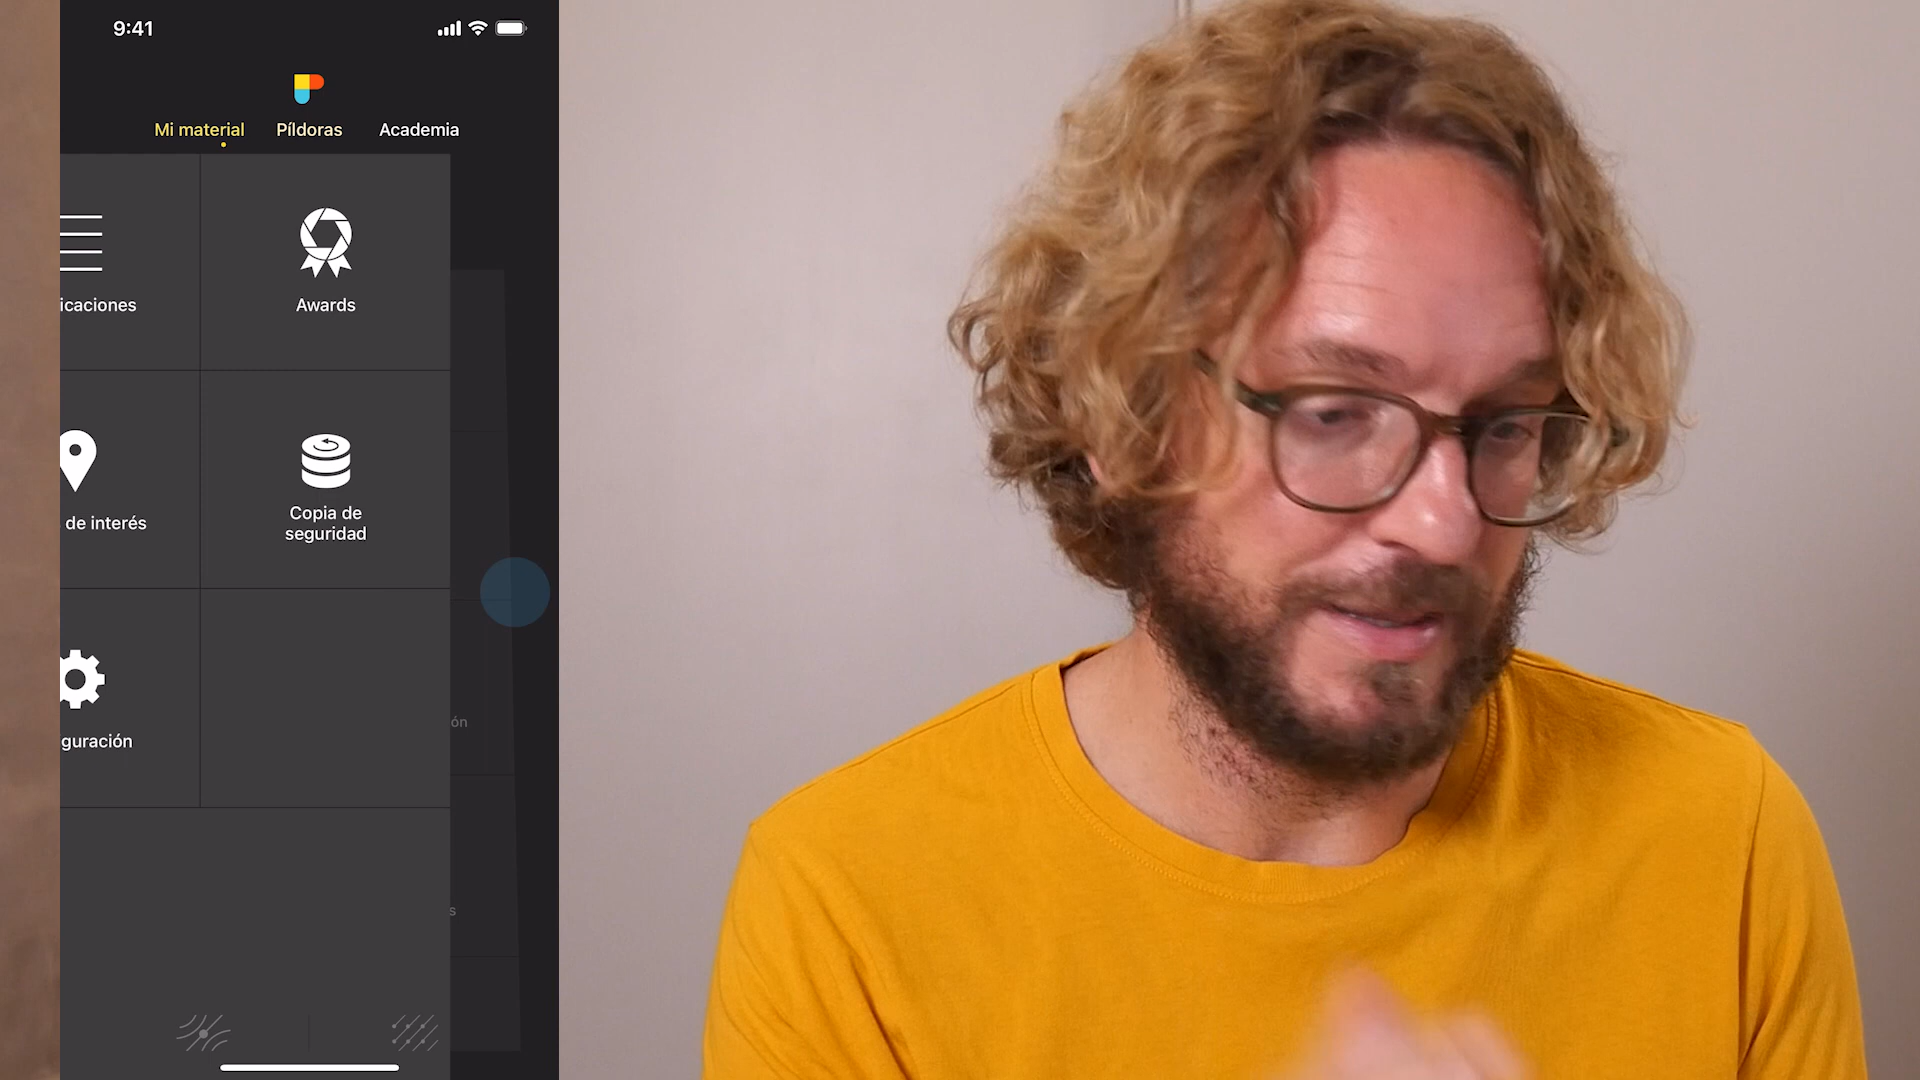 9:41
Mi material
Píldoras
Academia
icaciones
Awards
de interés
Copia de
seguridad
guración
ón
s